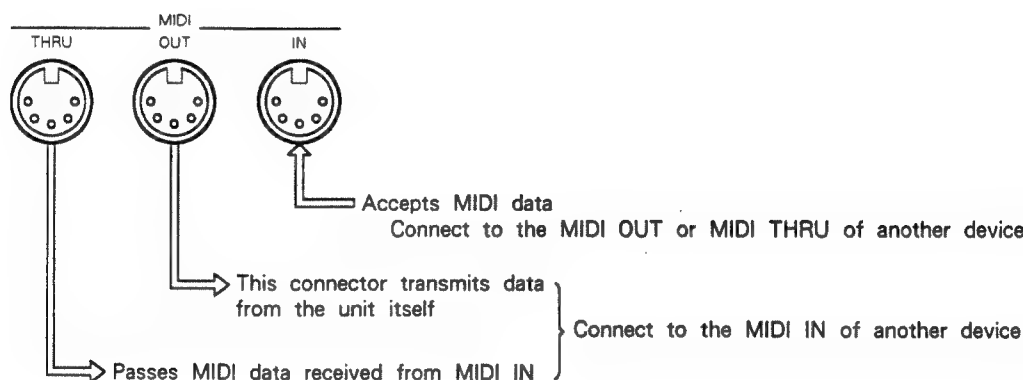 MIDI
THRU OUT IN
Accepts MIDI data
Connect to the MIDI OUT or MIDI THRU of another device
This connector transmits data
from the unit itself
Connect to the MIDI IN of another device
Passes MIDI data received from MIDI IN